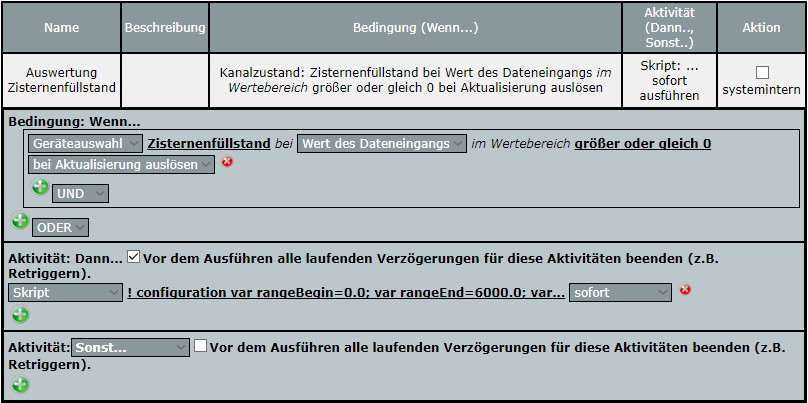 Name Beschreibung Bedingung (Wenn...) Aktivität (Dann.., Sonst..) Aktion
Auswertung Zisternenfüllstand
Kanalzustand: Zisternenfüllstand bei Wert des Dateneingangs im
Wertebereich größer oder gleich 0 bei Aktualisierung auslösen
Skript: ...
sofort
ausführen
systemintern
Bedingung: Wenn...
Geräteauswahl Zisternenfüllstand bei Wert des Dateneingangs im Wertebereich größer oder gleich 0
bei Aktualisierung auslösen
UND
ODER
Aktivität: Dann... Vor dem Ausführen alle laufenden Verzögerungen für diese Aktivitäten beenden (z.B.
Retriggern).
Skript ! configuration var rangeBegin=0.0; var rangeEnd=6000.0; var... sofort
Aktivität: Sonst... Vor dem Ausführen alle laufenden Verzögerungen für diese Aktivitäten beenden (z.B.
Retriggern).